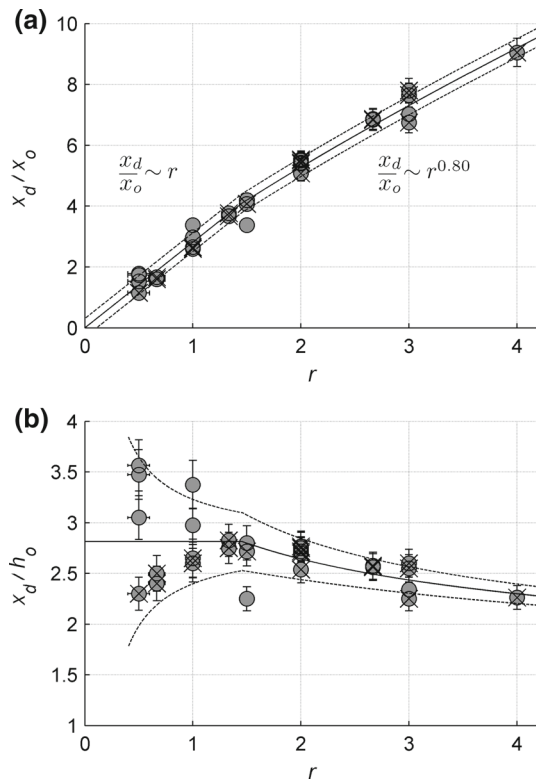 (a)
10
8
6
4
2
0
x_d / x_o
x_d/x_o ~ r
x_d/x_o ~ r^0.80
0 1 2 3 4
r
(b)
4
3.5
3
2.5
2
1.5
1
x_d / h_o
0 1 2 3 4
r